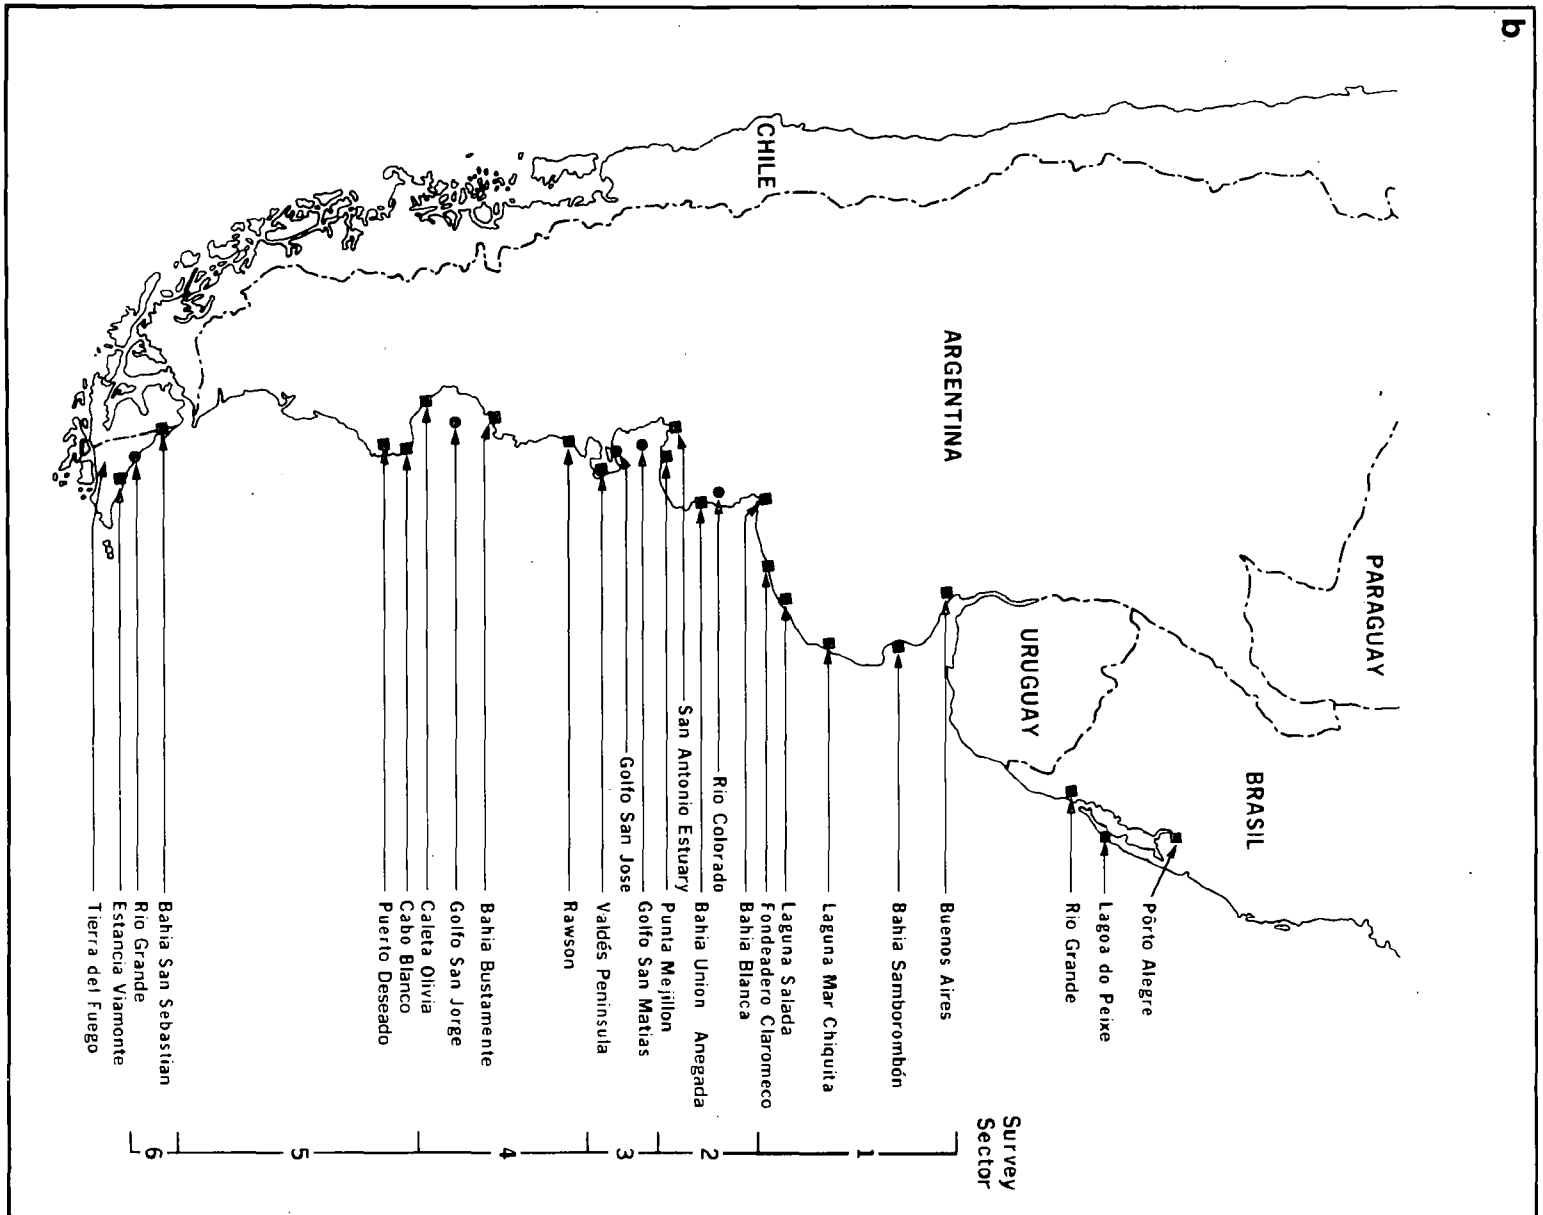 b
CHILE
ARGENTINA
PARAGUAY
URUGUAY
BRASIL
Pôrto Alegre
Lagoa do Peixe
Rio Grande
Buenos Aires
Bahia Samborombón
Laguna Mar Chiquita
Laguna Salada
Fondeadero Claromeco
Bahia Blanca
Rio Colorado
Bahia Union Anegada
San Antonio Estuary
Punta Mejillon
Golfo San Matias
Golfo San Jose
Valdés Peninsula
Rawson
Bahia Bustamente
Golfo San Jorge
Caleta Olivia
Cabo Blanco
Puerto Deseado
Bahia San Sebastian
Rio Grande
Estancia Viamonte
Tierra del Fuego
Survey
Sector
1
2
3
4
5
6